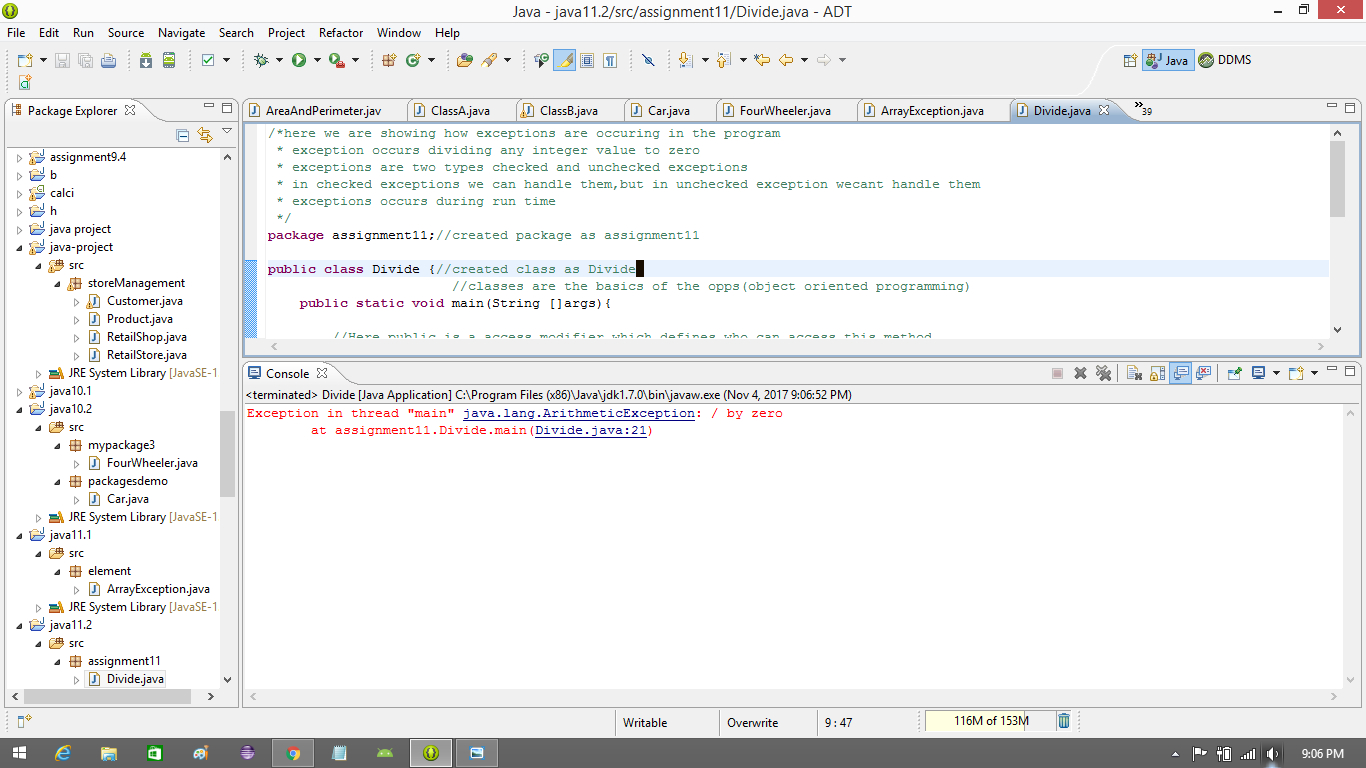 Java - java11.2/src/assignment11/Divide.java - ADT
File Edit Run Source Navigate Search Project Refactor Window Help
Java DDMS
Package Explorer
assignment9.4
b
calci
h
java project
java-project
src
storeManagement
Customer.java
Product.java
RetailShop.java
RetailStore.java
JRE System Library [JavaSE-1
java10.1
java10.2
src
mypackage3
FourWheeler.java
packagesdemo
Car.java
JRE System Library [JavaSE-1
java11.1
src
element
ArrayException.java
JRE System Library [JavaSE-1
java11.2
src
assignment11
Divide.java
AreaAndPerimeter.jav ClassA.java ClassB.java Car.java FourWheeler.java ArrayException.java Divide.java »39
/*here we are showing how exceptions are occuring in the program
* exception occurs dividing any integer value to zero
* exceptions are two types checked and unchecked exceptions
* in checked exceptions we can handle them,but in unchecked exception wecant handle them
* exceptions occurs during run time
*/
package assignment11;//created package as assignment11
public class Divide {//created class as Divide
//classes are the basics of the opps(object oriented programming)
public static void main(String []args){
//Here public is a access modifier which defines who can access this method
Console
<terminated> Divide [Java Application] C:\Program Files (x86)\Java\jdk1.7.0\bin\javaw.exe (Nov 4, 2017 9:06:52 PM)
Exception in thread "main" java.lang.ArithmeticException: / by zero
at assignment11.Divide.main(Divide.java:21)
Writable Overwrite 9 : 47 116M of 153M
9:06 PM